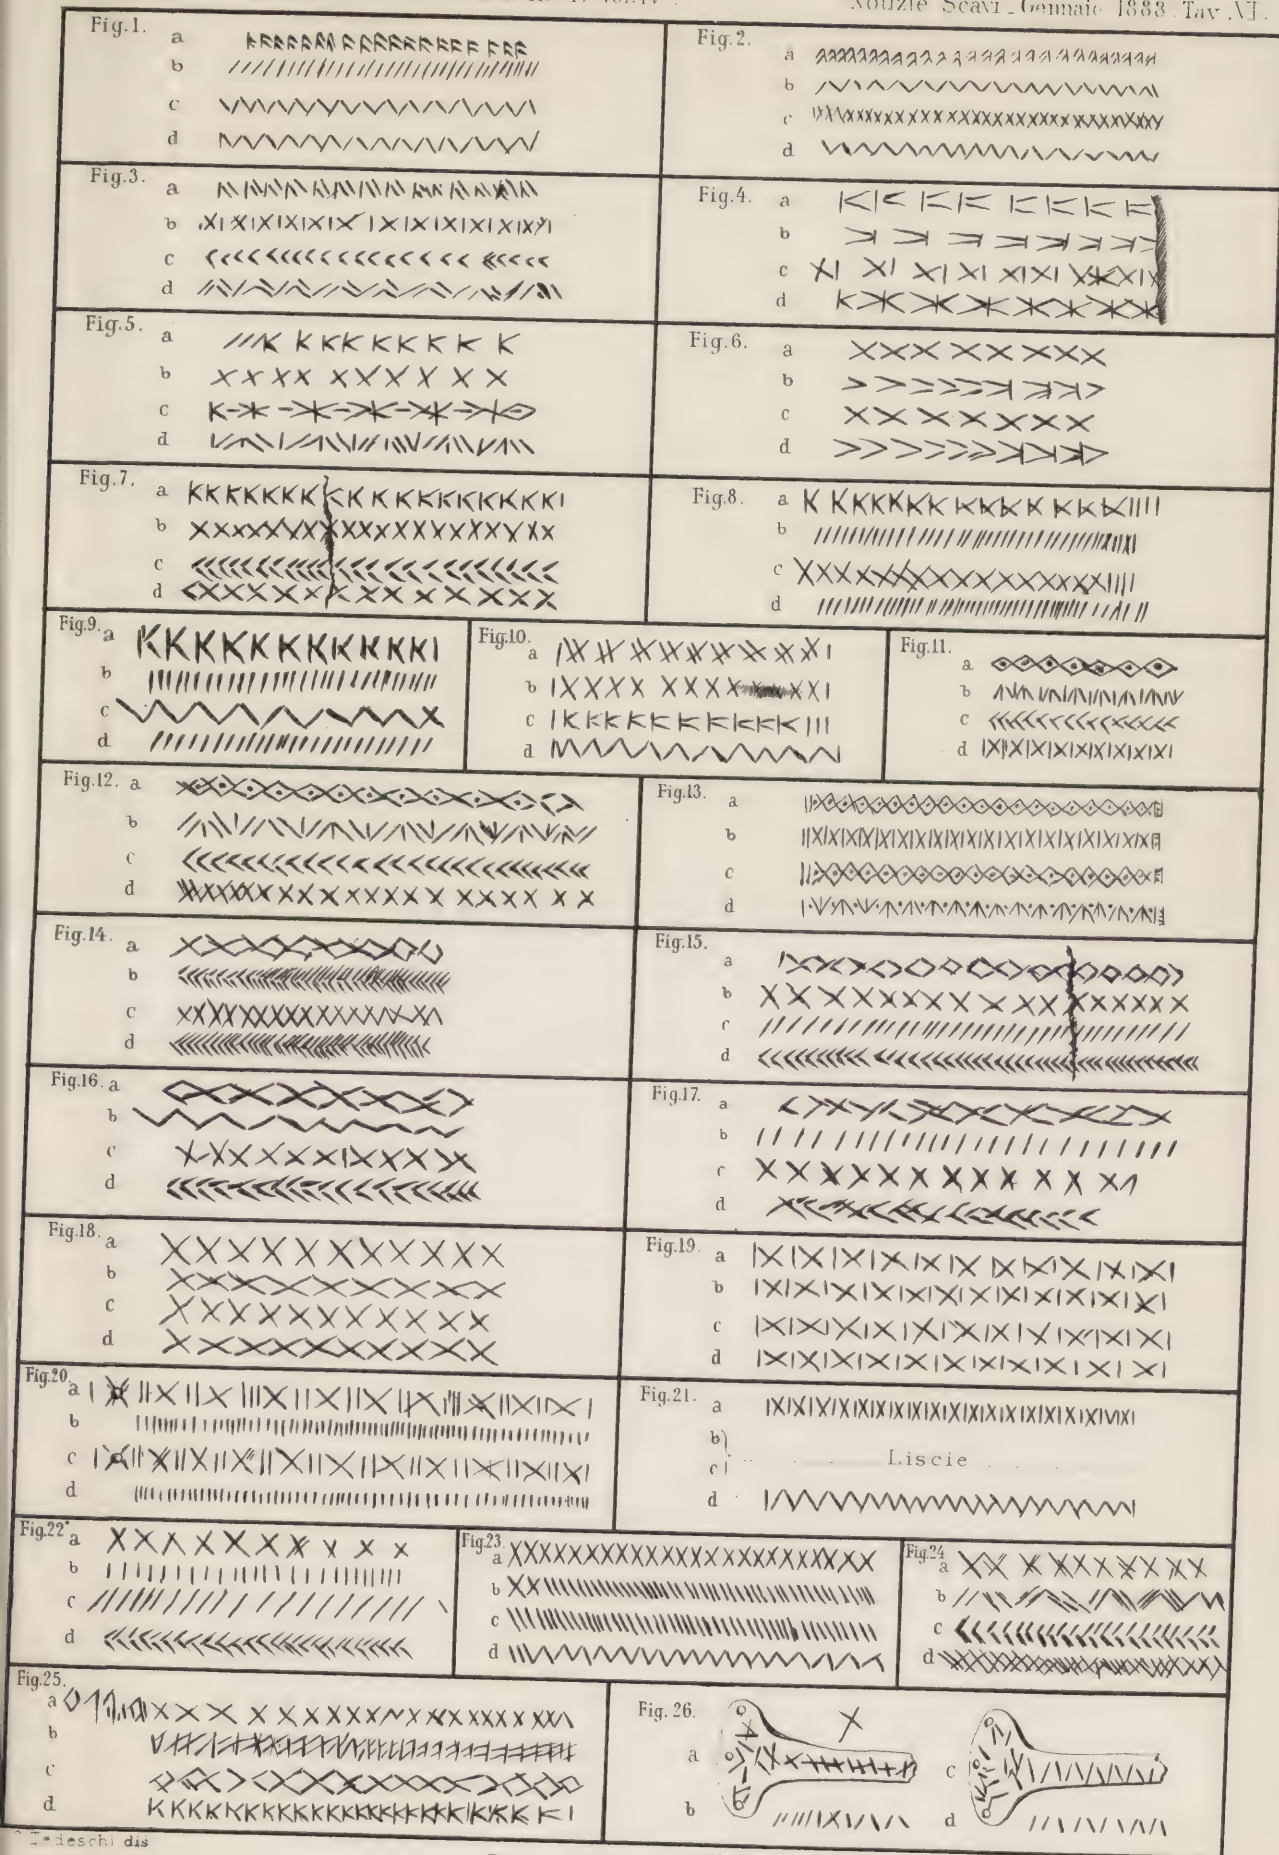 Notizie Scavi _ Gennaio 1883. Tav. VI.
Fig.1.
a
b
c
d
Fig.2.
a
b
c
d
Fig.3.
a
b
c
d
Fig.4.
a
b
c
d
Fig.5.
a
b
c
d
Fig.6.
a
b
c
d
Fig.7.
a
b
c
d
Fig.8.
a
b
c
d
Fig.9.
a
b
c
d
Fig.10.
a
b
c
d
Fig.11.
a
b
c
d
Fig.12.
a
b
c
d
Fig.13.
a
b
c
d
Fig.14.
a
b
c
d
Fig.15.
a
b
c
d
Fig.16.
a
b
c
d
Fig.17.
a
b
c
d
Fig.18.
a
b
c
d
Fig.19.
a
b
c
d
Fig.20.
a
b
c
d
Fig.21.
a
b)
c)
Liscie
d
Fig.22
a
b
c
d
Fig.23.
a
b
c
d
Fig.24
a
b
c
d
Fig.25.
a
b
c
d
Fig. 26.
a
b
c
d
Tedeschi dis